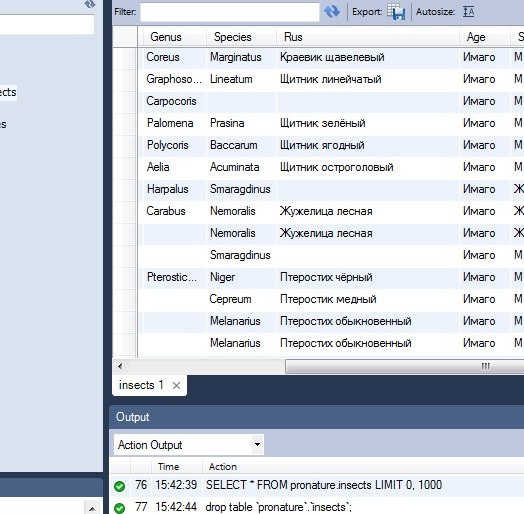 Filter: Export: Autosize:
Genus Species Rus Age S
Coreus Marginatus Краевик щавелевый Имаго М
Graphoso... Lineatum Щитник линейчатый Имаго М
Carpocoris Имаго М
Palomena Prasina Щитник зелёный Имаго М
Polycoris Baccarum Щитник ягодный Имаго М
Aelia Acuminata Щитник остроголовый Имаго М
Harpalus Smaragdinus Имаго Ж
Carabus Nemoralis Жужелица лесная Имаго Ж
Nemoralis Жужелица лесная Имаго Ж
Smaragdinus Имаго М
Pterostic... Niger Птеростих чёрный Имаго М
Cepreum Птеростик медный Имаго М
Melanarius Птеростих обыкновенный Имаго М
Melanarius Птеростих обыкновенный Имаго М
ects
es
insects 1
Output
Action Output
Time Action
76 15:42:39 SELECT * FROM pronature.insects LIMIT 0, 1000
77 15:42:44 drop table `pronature`.`insects`;